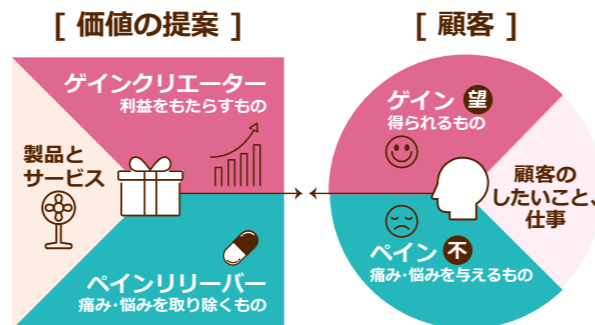 [ 価値の提案 ]
[ 顧客 ]
ゲインクリエーター
利益をもたらすもの
製品と
サービス
ペインリリーバー
痛み・悩みを取り除くもの
ゲイン 望
得られるもの
顧客の
したいこと、
仕事
ペイン 不
痛み・悩みを与えるもの